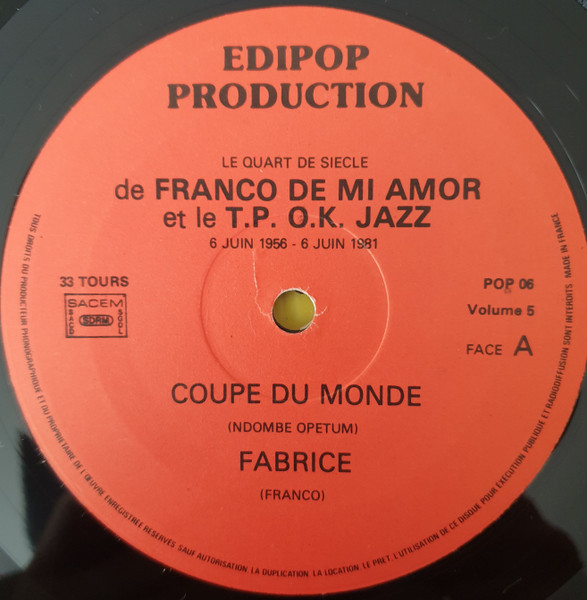 EDIPOP
PRODUCTION
LE QUART DE SIECLE
de FRANCO DE MI AMOR
et le T.P. O.K. JAZZ
6 JUIN 1956 - 6 JUIN 1981
33 TOURS
SACEM
SACD SDRM SGDL
POP 06
Volume 5
FACE A
COUPE DU MONDE
(NDOMBE OPETUM)
FABRICE
(FRANCO)
TOUS DROITS DU PRODUCTEUR PHONOGRAPHIQUE ET DU PROPRIETAIRE DE L'ŒUVRE ENREGISTREE RESERVES SAUF AUTORISATION. LA DUPLICATION. LA LOCATION. LE PRET. L'UTILISATION DE CE DISQUE POUR EXECUTION PUBLIQUE ET RADIODIFFUSION SONT INTERDITS. MADE IN FRANCE